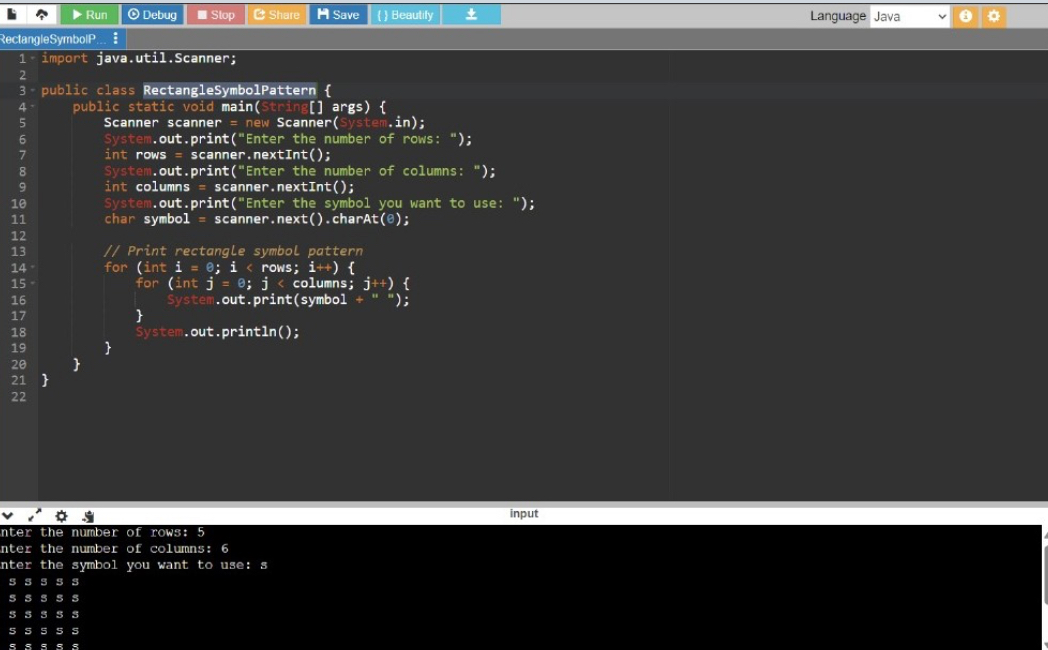 Run Debug Stop Share Save {} Beautify Language Java
RectangleSymbolP...
1 import java.util.Scanner;
2
3 public class RectangleSymbolPattern {
4 public static void main(String[] args) {
5 Scanner scanner = new Scanner(System.in);
6 System.out.print("Enter the number of rows: ");
7 int rows = scanner.nextInt();
8 System.out.print("Enter the number of columns: ");
9 int columns = scanner.nextInt();
10 System.out.print("Enter the symbol you want to use: ");
11 char symbol = scanner.next().charAt(0);
12
13 // Print rectangle symbol pattern
14 for (int i = 0; i < rows; i++) {
15 for (int j = 0; j < columns; j++) {
16 System.out.print(symbol + " ");
17 }
18 System.out.println();
19 }
20 }
21 }
22
input
nter the number of rows: 5
nter the number of columns: 6
nter the symbol you want to use: s
s s s s s
s s s s s
s s s s s
s s s s s
s s s s s